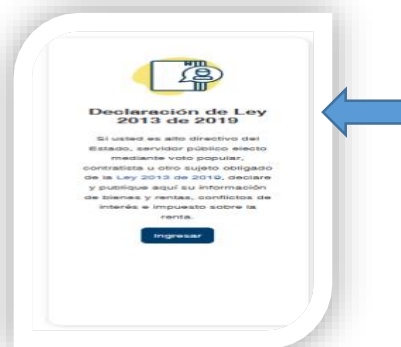 Declaración de Ley
2013 de 2019
Si usted es alto directivo del
Estado, servidor público electo
mediante voto popular,
contratista u otro sujeto obligado
de la Ley 2013 de 2019, declare
y publique aquí su información
de bienes y rentas, conflictos de
interés e impuesto sobre la
renta.
Ingresar